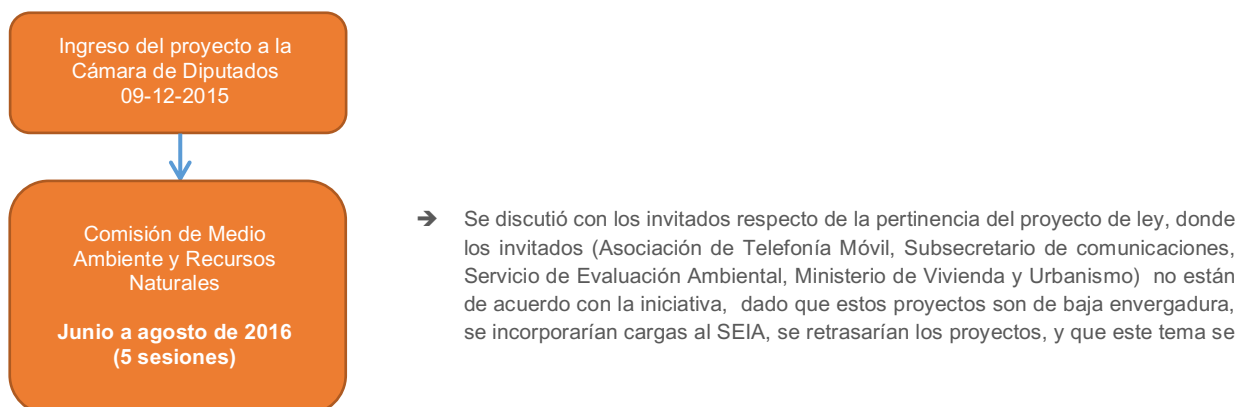 Ingreso del proyecto a la
Cámara de Diputados
09-12-2015
Comisión de Medio
Ambiente y Recursos
Naturales
Junio a agosto de 2016
(5 sesiones)
➔ Se discutió con los invitados respecto de la pertinencia del proyecto de ley, donde
los invitados (Asociación de Telefonía Móvil, Subsecretario de comunicaciones,
Servicio de Evaluación Ambiental, Ministerio de Vivienda y Urbanismo) no están
de acuerdo con la iniciativa, dado que estos proyectos son de baja envergadura,
se incorporarían cargas al SEIA, se retrasarían los proyectos, y que este tema se